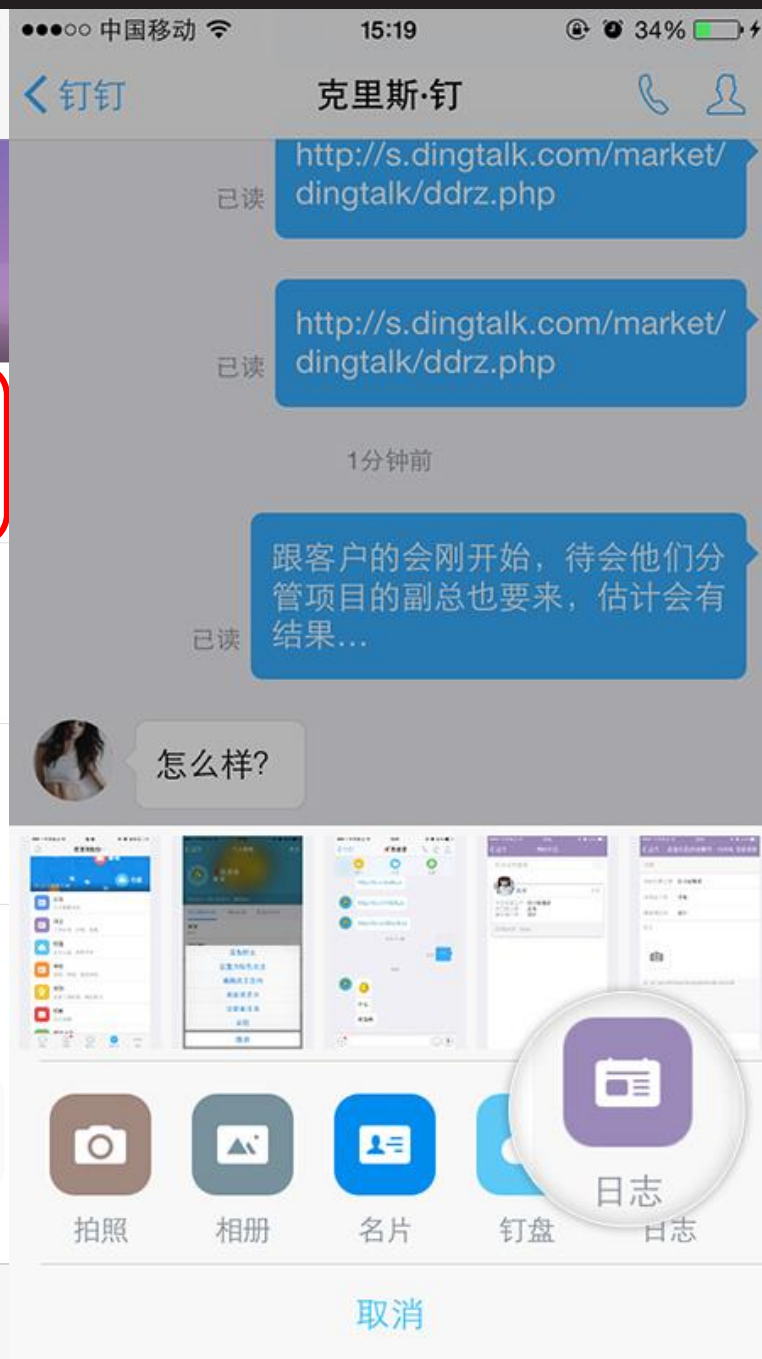 中国移动
15:19
34%
钉钉
克里斯·钉
http://s.dingtalk.com/market/
dingtalk/ddrz.php
已读
http://s.dingtalk.com/market/
dingtalk/ddrz.php
已读
1分钟前
跟客户的会刚开始，待会他们分
管项目的副总也要来，估计会有
结果...
已读
怎么样?
拍照
相册
名片
钉盘
日志
日志
取消